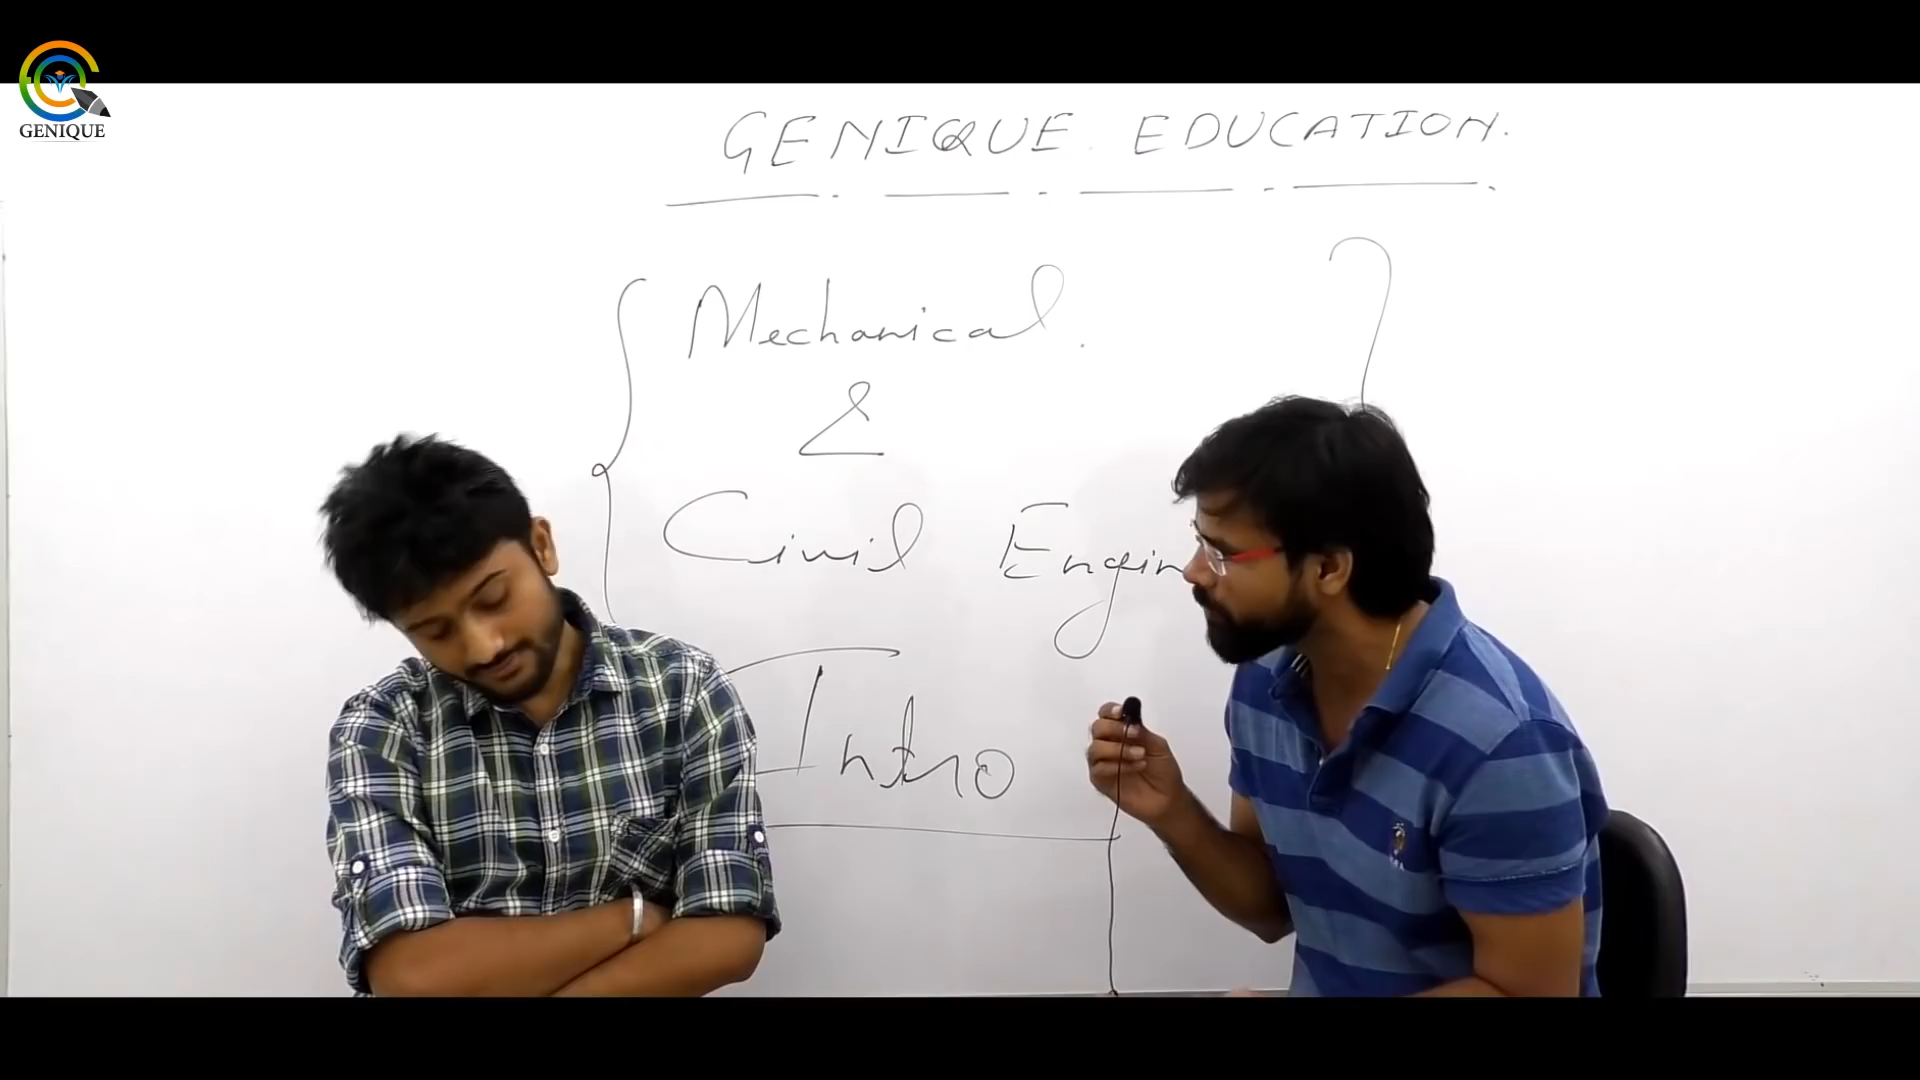 GENIQUE
GENIQUE EDUCATION.
Mechanical.
&
Civil Engin
Intro